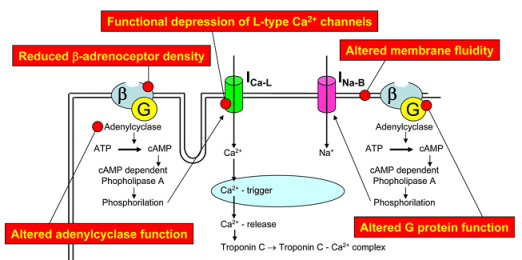 Functional depression of L-type Ca²⁺ channels
Reduced β-adrenoceptor density
Altered membrane fluidity
I Ca-L
I Na-B
β
G
β
G
Adenylcyclase
ATP → cAMP
cAMP dependent
Phopholipase A
Phosphorilation
Ca²⁺
Na⁺
Adenylcyclase
ATP → cAMP
cAMP dependent
Phopholipase A
Phosphorilation
Ca²⁺ - trigger
Ca²⁺ - release
Troponin C → Troponin C - Ca²⁺ complex
Altered adenylcyclase function
Altered G protein function